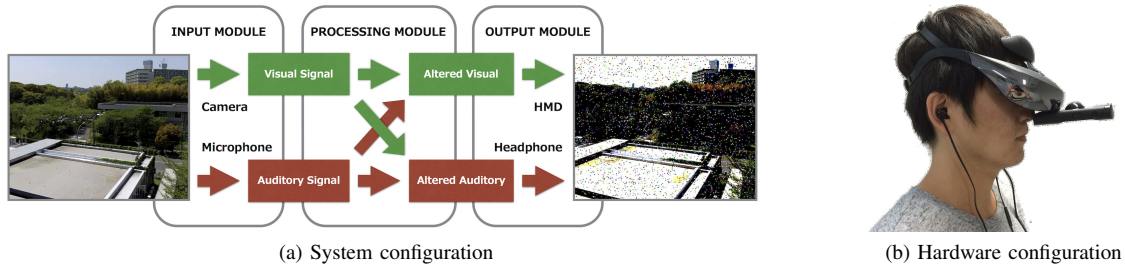 INPUT MODULE
PROCESSING MODULE
OUTPUT MODULE
Visual Signal
Altered Visual
Camera
HMD
Microphone
Headphone
Auditory Signal
Altered Auditory
(a) System configuration
(b) Hardware configuration